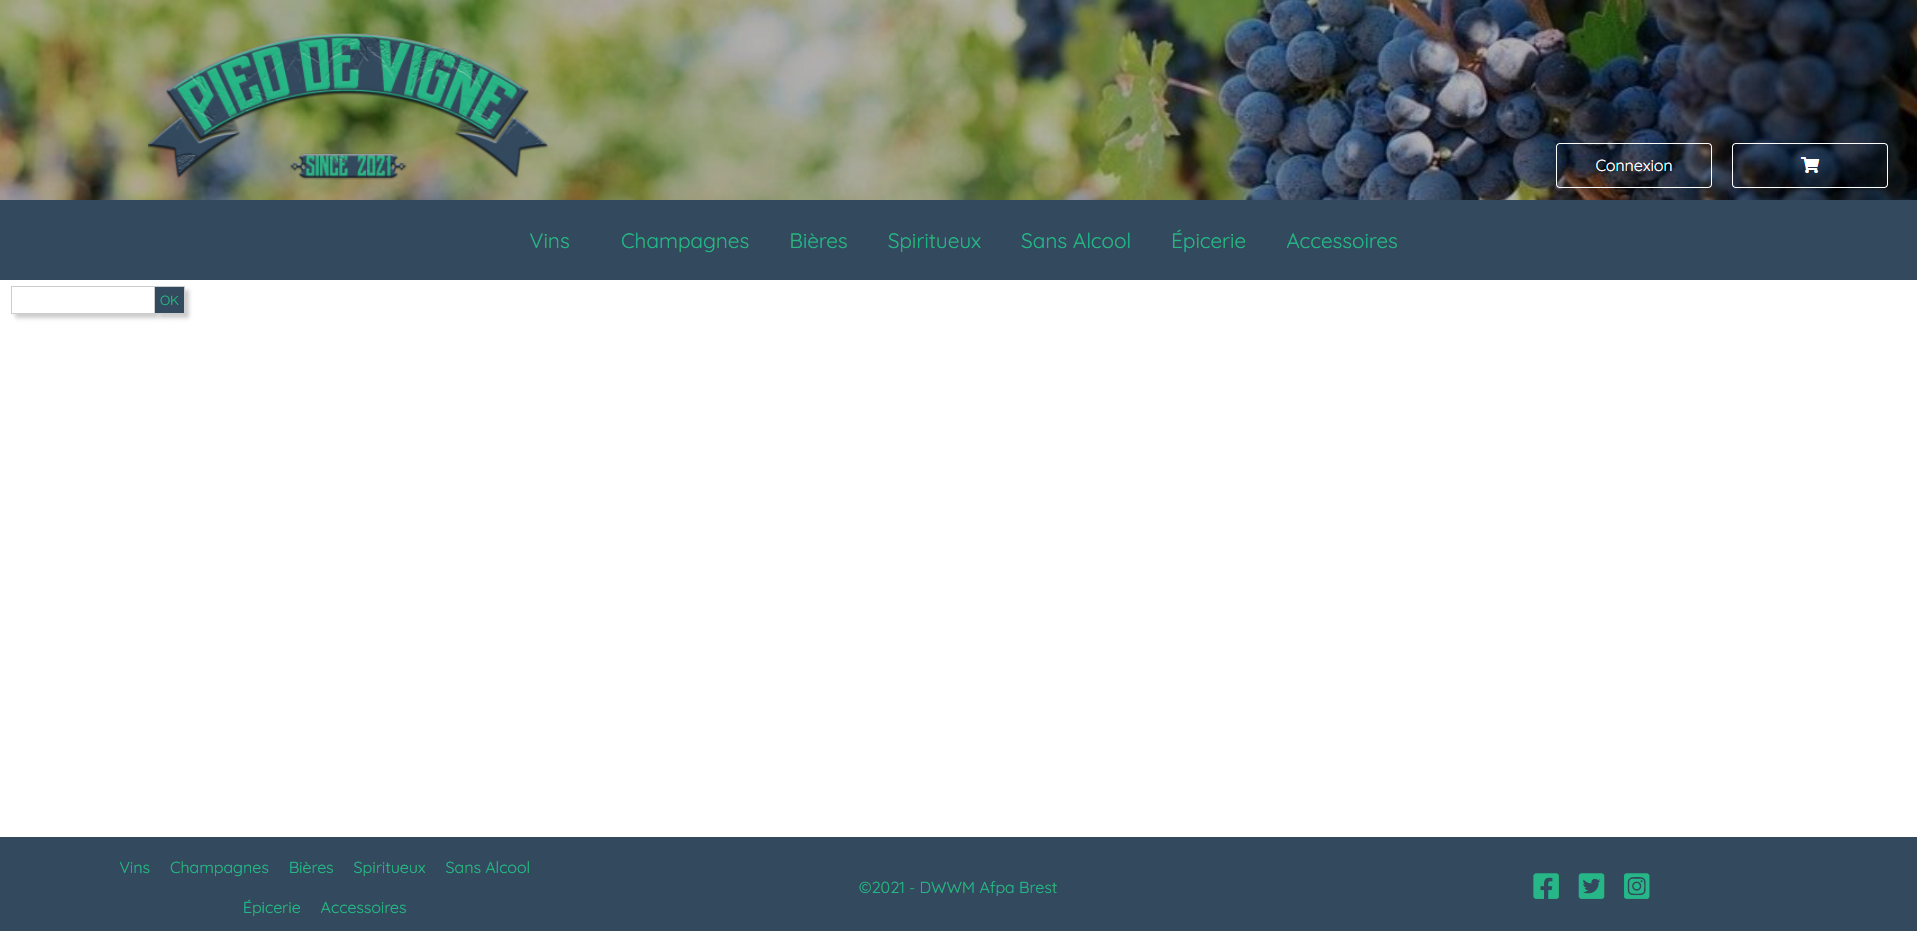 PIED DE VIGNE
SINCE 2021
Connexion
Vins Champagnes Bières Spiritueux Sans Alcool Épicerie Accessoires
OK
Vins Champagnes Bières Spiritueux Sans Alcool
Épicerie Accessoires
©2021 - DWWM Afpa Brest